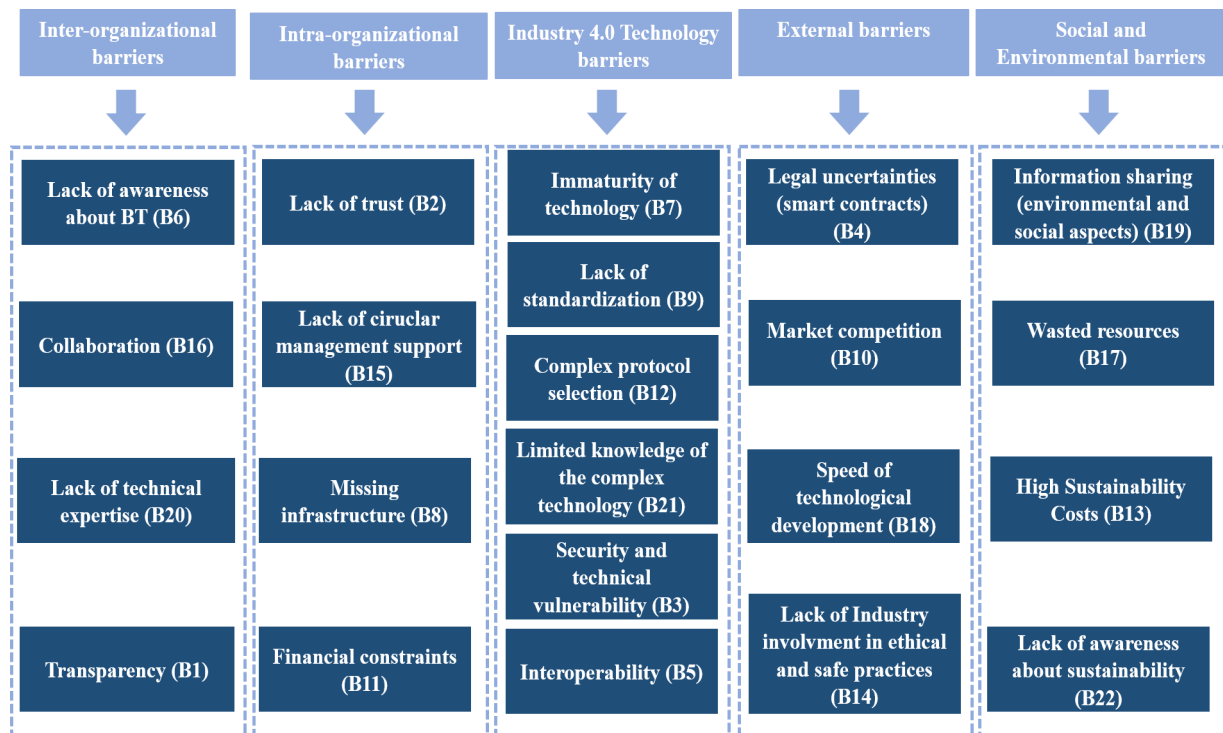 Inter-organizational
barriers
Intra-organizational
barriers
Industry 4.0 Technology
barriers
External barriers
Social and
Environmental barriers
Lack of awareness
about BT (B6)
Collaboration (B16)
Lack of technical
expertise (B20)
Transparency (B1)
Lack of trust (B2)
Lack of ciruclar
management support
(B15)
Missing
infrastructure (B8)
Financial constraints
(B11)
Immaturity of
technology (B7)
Lack of
standardization (B9)
Complex protocol
selection (B12)
Limited knowledge of
the complex
technology (B21)
Security and
technical
vulnerability (B3)
Interoperability (B5)
Legal uncertainties
(smart contracts)
(B4)
Market competition
(B10)
Speed of
technological
development (B18)
Lack of Industry
involvment in ethical
and safe practices
(B14)
Information sharing
(environmental and
social aspects) (B19)
Wasted resources
(B17)
High Sustainability
Costs (B13)
Lack of awareness
about sustainability
(B22)